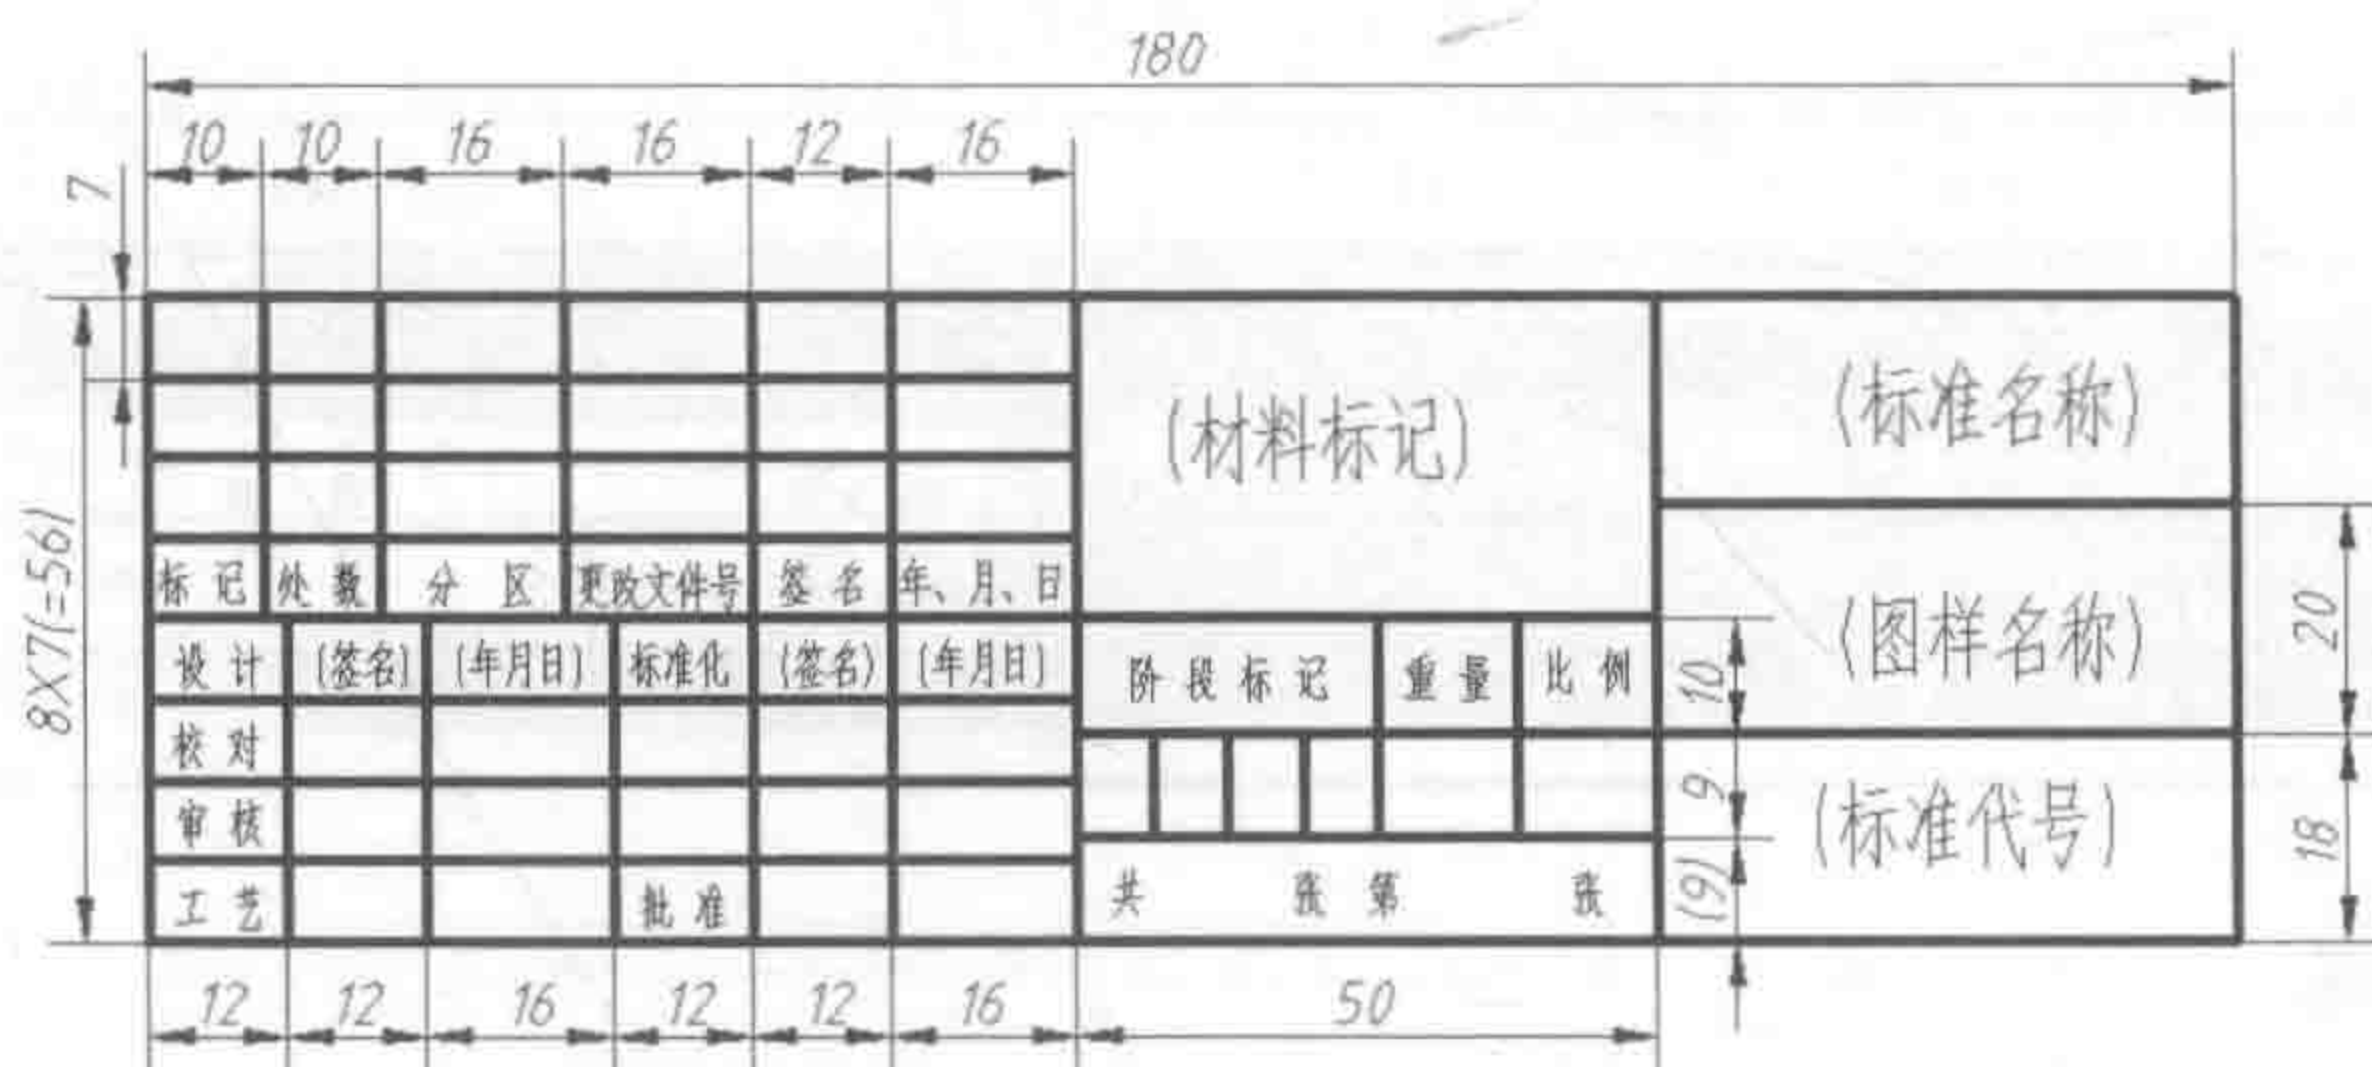 180
10 10 16 16 12 16
7
8X7(=56)
(材料标记)
(标准名称)
标记 处数 分区 更改文件号 签名 年、月、日
设计 (签名) (年月日) 标准化 (签名) (年月日)
阶段标记 重量 比例
10
(图样名称)
20
校对
9
审核
(标准代号)
18
工艺 批准
共 张 第 张
(9)
12 12 16 12 12 16 50